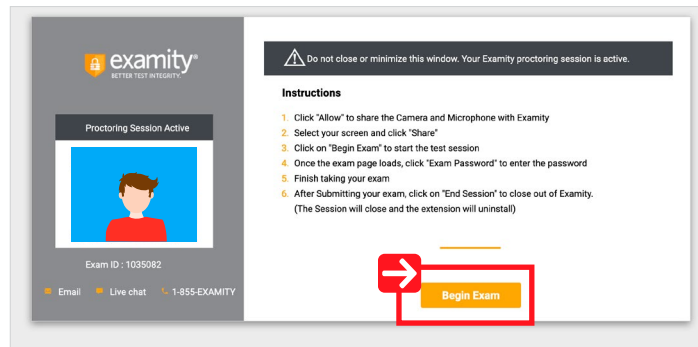 examity®
BETTER TEST INTEGRITY.
Proctoring Session Active
Exam ID : 1035082
Email Live chat 1-855-EXAMITY
Do not close or minimize this window. Your Examity proctoring session is active.
Instructions
1. Click "Allow" to share the Camera and Microphone with Examity
2. Select your screen and click "Share"
3. Click on "Begin Exam" to start the test session
4. Once the exam page loads, click "Exam Password" to enter the password
5. Finish taking your exam
6. After Submitting your exam, click on "End Session" to close out of Examity.
(The Session will close and the extension will uninstall)
Begin Exam